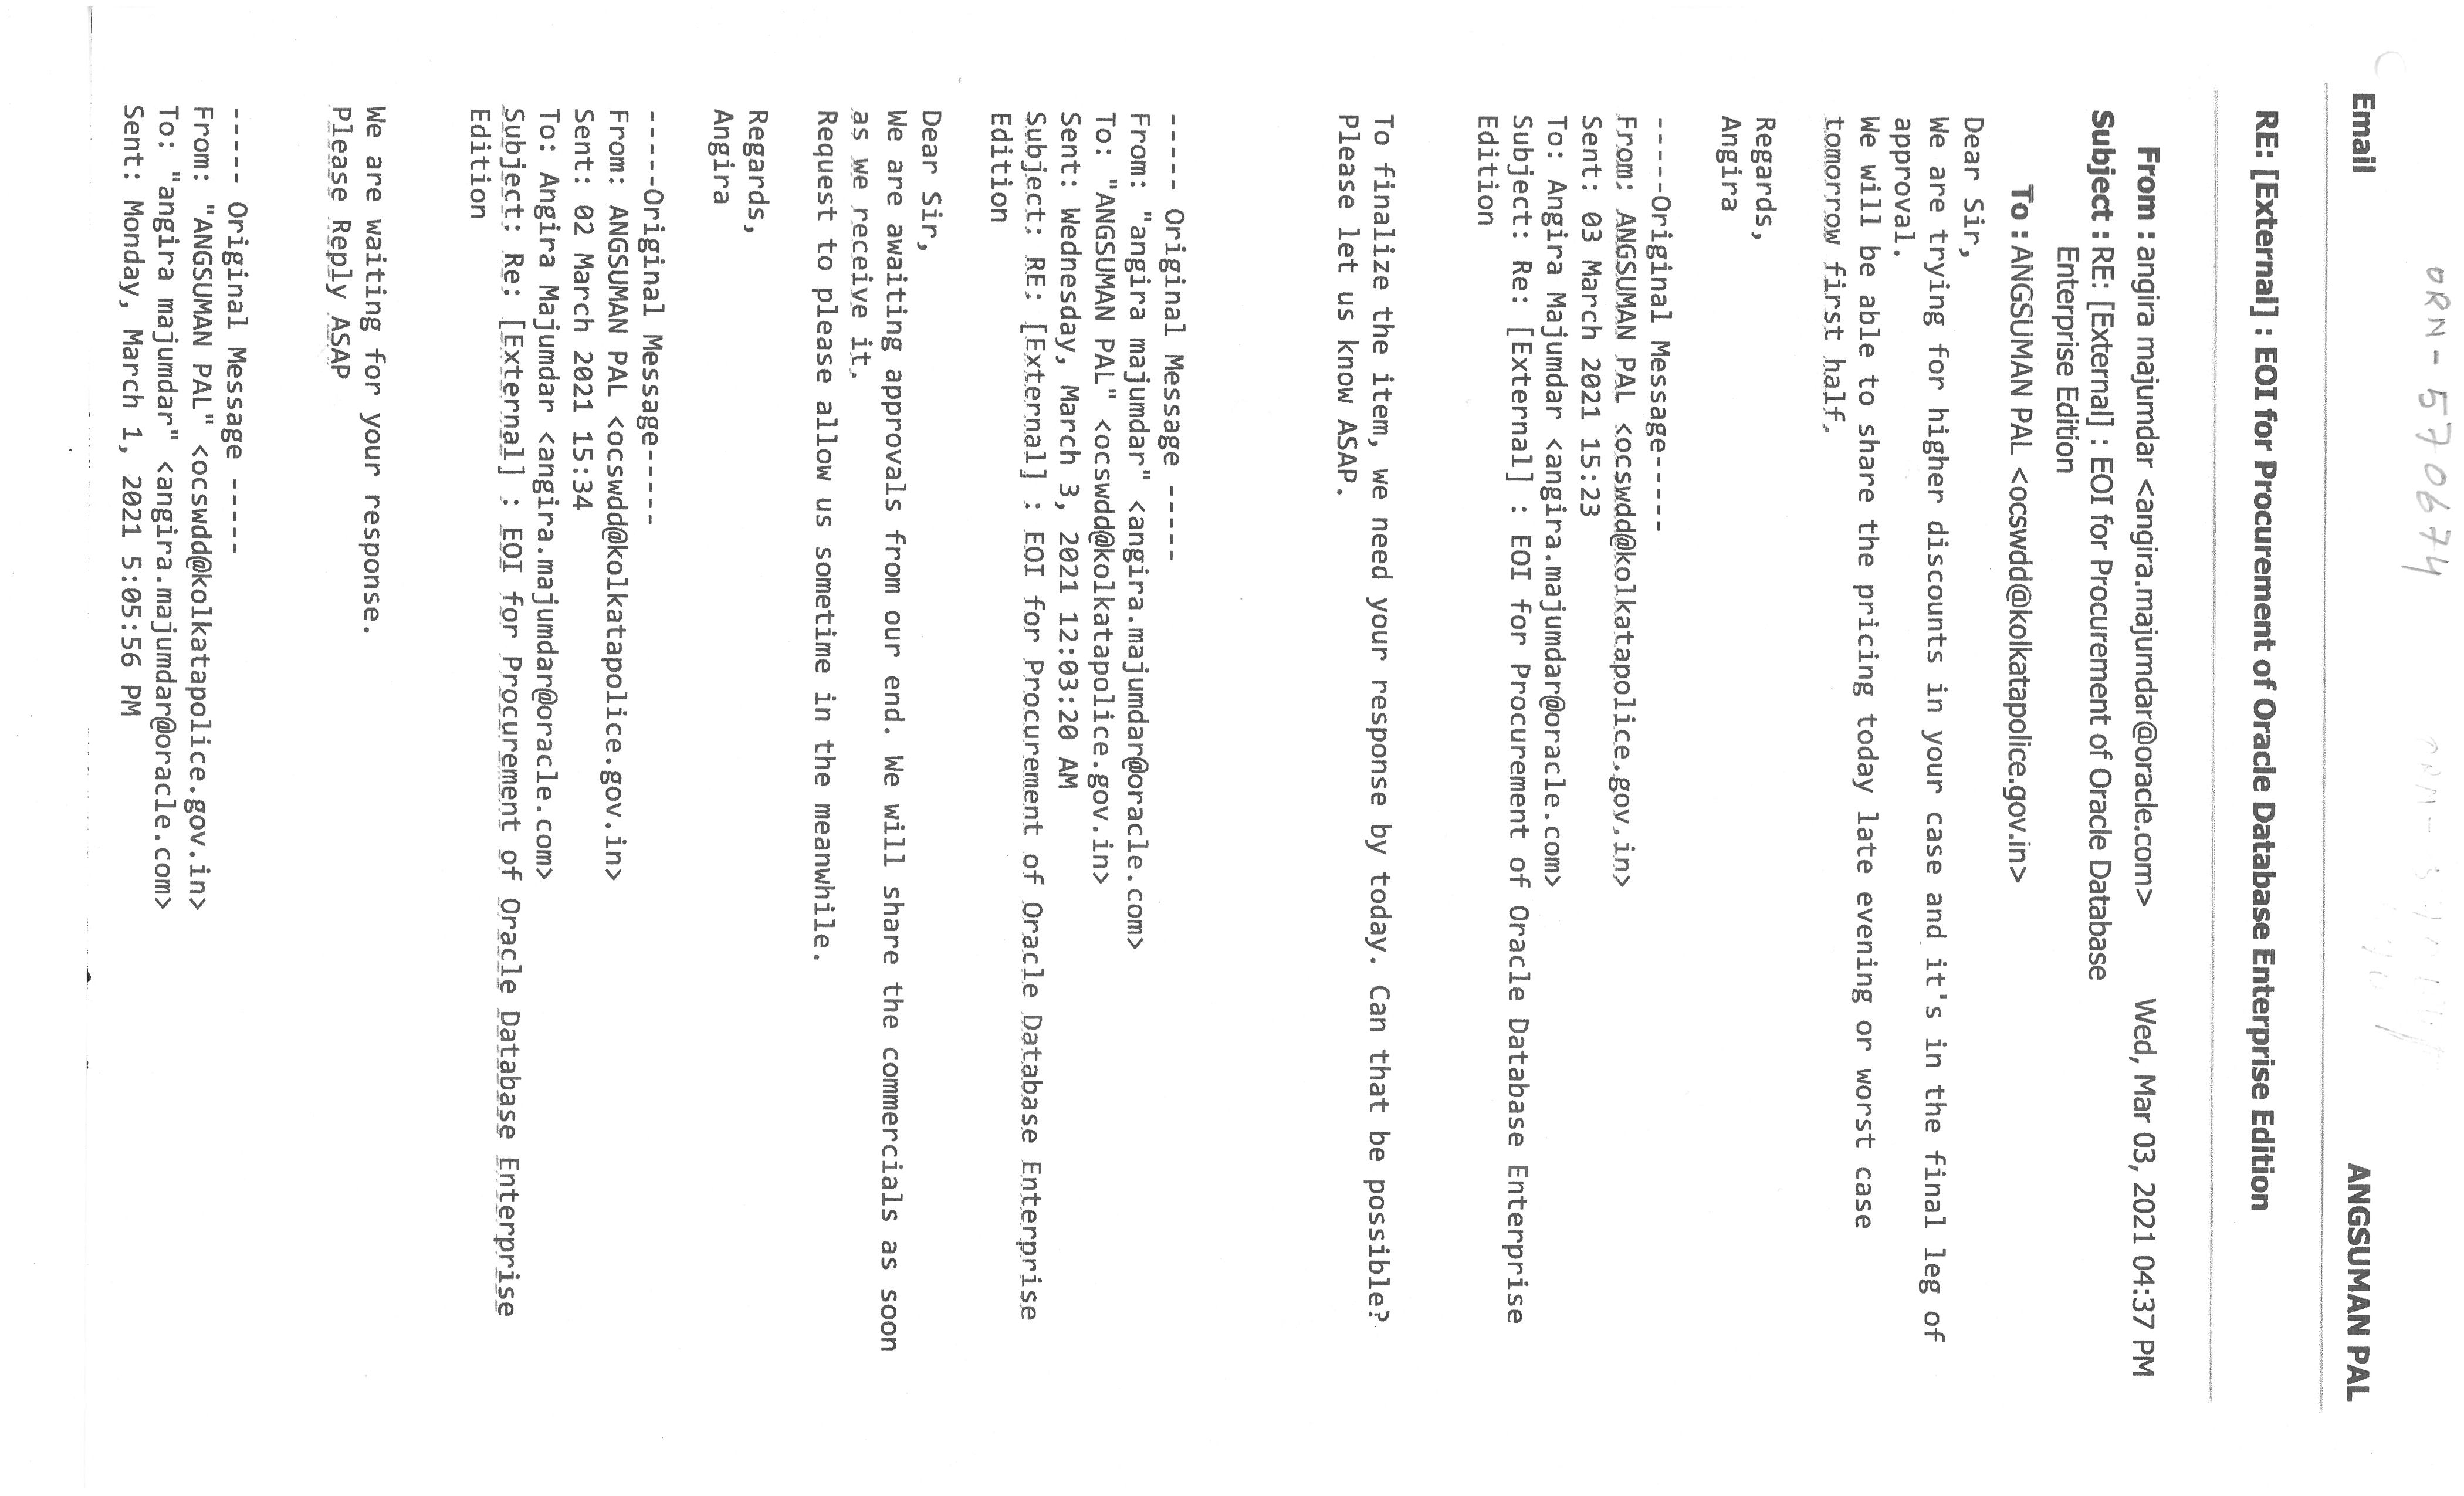 ORN - 570674
Email
ANGSUMAN PAL
RE: [External] : EOI for Procurement of Oracle Database Enterprise Edition
From : angira majumdar <angira.majumdar@oracle.com> Wed, Mar 03, 2021 04:37 PM
Subject : RE: [External] : EOI for Procurement of Oracle Database
Enterprise Edition
To : ANGSUMAN PAL <ocswdd@kolkatapolice.gov.in>
Dear Sir,
We are trying for higher discounts in your case and it's in the final leg of
approval.
We will be able to share the pricing today late evening or worst case
tomorrow first half.
Regards,
Angira
-----Original Message-----
From: ANGSUMAN PAL <ocswdd@kolkatapolice.gov.in>
Sent: 03 March 2021 15:23
To: Angira Majumdar <angira.majumdar@oracle.com>
Subject: Re: [External] : EOI for Procurement of Oracle Database Enterprise
Edition
To finalize the item, we need your response by today. Can that be possible?
Please let us know ASAP.
----- Original Message -----
From: "angira majumdar" <angira.majumdar@oracle.com>
To: "ANGSUMAN PAL" <ocswdd@kolkatapolice.gov.in>
Sent: Wednesday, March 3, 2021 12:03:20 AM
Subject: RE: [External] : EOI for Procurement of Oracle Database Enterprise
Edition
Dear Sir,
We are awaiting approvals from our end. We will share the commercials as soon
as we receive it.
Request to please allow us sometime in the meanwhile.
Regards,
Angira
-----Original Message-----
From: ANGSUMAN PAL <ocswdd@kolkatapolice.gov.in>
Sent: 02 March 2021 15:34
To: Angira Majumdar <angira.majumdar@oracle.com>
Subject: Re: [External] : EOI for Procurement of Oracle Database Enterprise
Edition
We are waiting for your response.
Please Reply ASAP
----- Original Message -----
From: "ANGSUMAN PAL" <ocswdd@kolkatapolice.gov.in>
To: "angira majumdar" <angira.majumdar@oracle.com>
Sent: Monday, March 1, 2021 5:05:56 PM